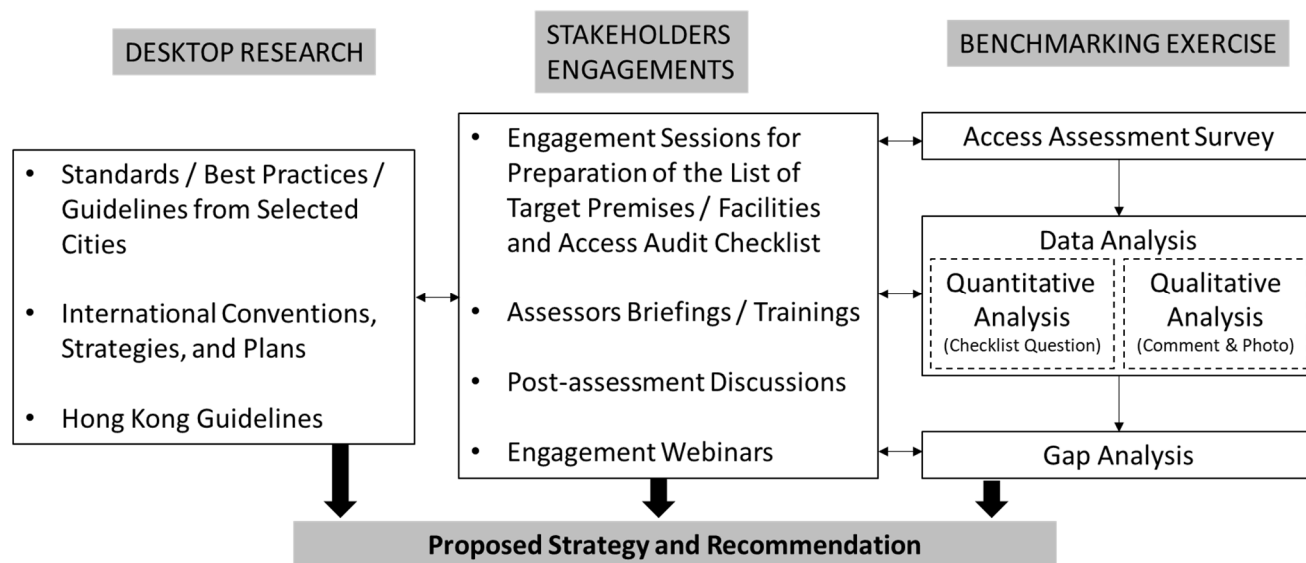 DESKTOP RESEARCH
• Standards / Best Practices /
Guidelines from Selected
Cities
• International Conventions,
Strategies, and Plans
• Hong Kong Guidelines
STAKEHOLDERS
ENGAGEMENTS
• Engagement Sessions for
Preparation of the List of
Target Premises / Facilities
and Access Audit Checklist
• Assessors Briefings / Trainings
• Post-assessment Discussions
• Engagement Webinars
BENCHMARKING EXERCISE
Access Assessment Survey
Data Analysis
Quantitative
Analysis
(Checklist Question)
Qualitative
Analysis
(Comment & Photo)
Gap Analysis
Proposed Strategy and Recommendation